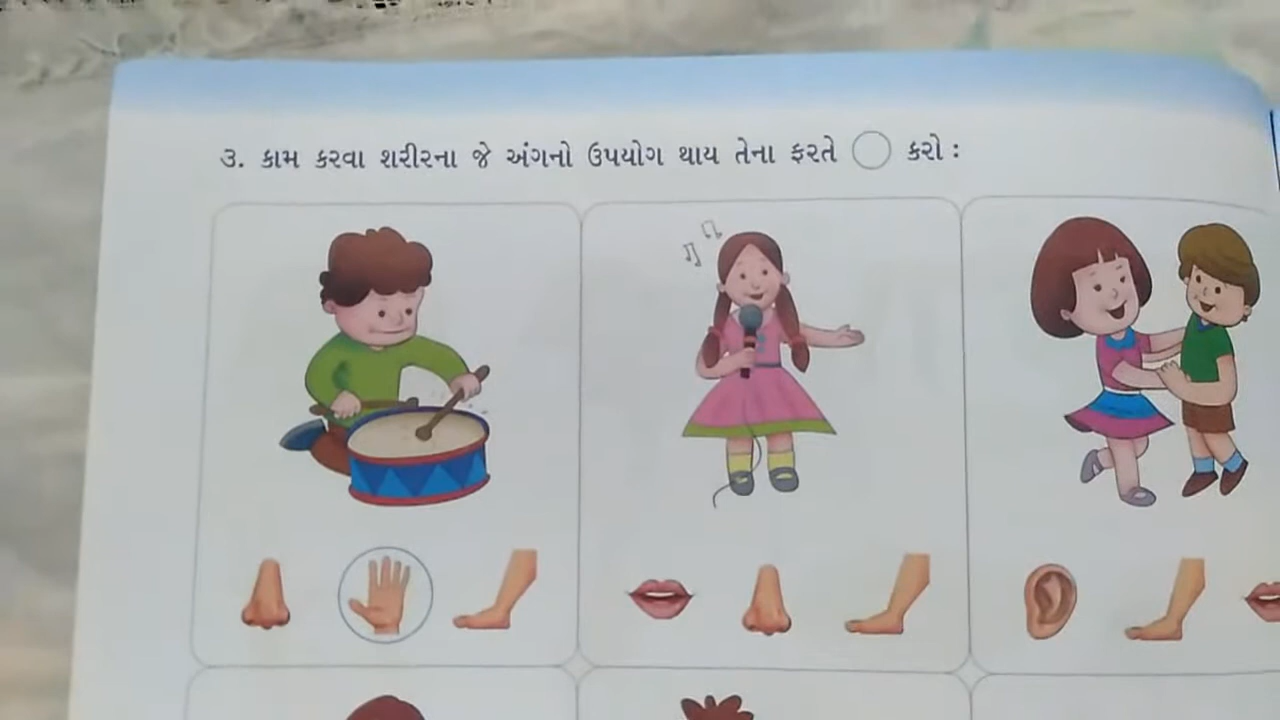 ૩. કામ કરવા શરીરના જે અંગનો ઉપયોગ થાય તેના ફરતે ◯ કરો :